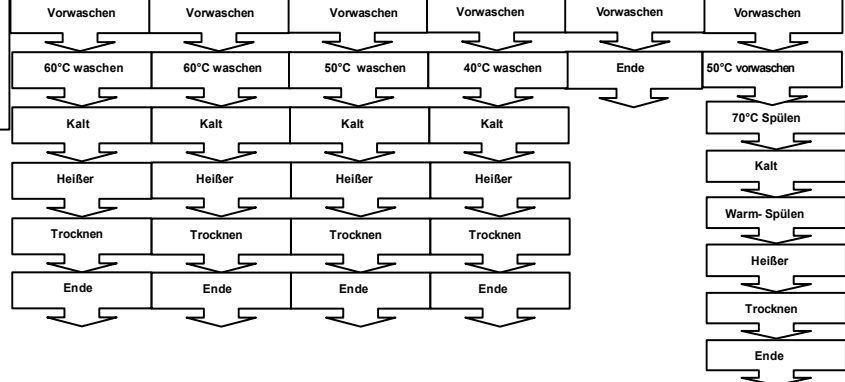 Vorwaschen Vorwaschen Vorwaschen Vorwaschen Vorwaschen Vorwaschen
60°C waschen 60°C waschen 50°C waschen 40°C waschen Ende 50°C vorwaschen
Kalt Kalt Kalt Kalt 70°C Spülen
Heißer Heißer Heißer Heißer Kalt
Trocknen Trocknen Trocknen Trocknen Warm- Spülen
Ende Ende Ende Ende Heißer
Trocknen
Ende